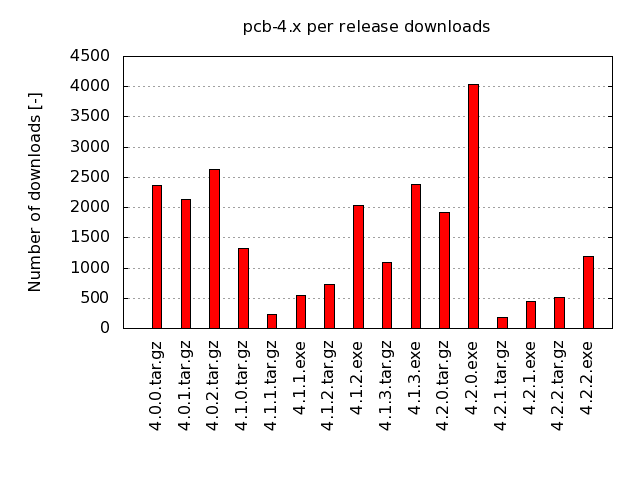 pcb-4.x per release downloads
Number of downloads [-]
4500
4000
3500
3000
2500
2000
1500
1000
500
0
4.0.0.tar.gz
4.0.1.tar.gz
4.0.2.tar.gz
4.1.0.tar.gz
4.1.1.tar.gz
4.1.1.exe
4.1.2.tar.gz
4.1.2.exe
4.1.3.tar.gz
4.1.3.exe
4.2.0.tar.gz
4.2.0.exe
4.2.1.tar.gz
4.2.1.exe
4.2.2.tar.gz
4.2.2.exe